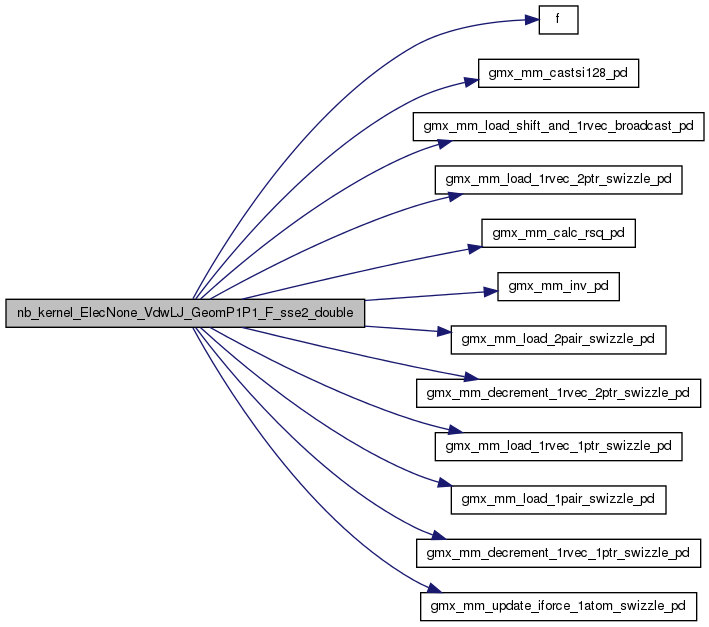 f
gmx_mm_castsi128_pd
gmx_mm_load_shift_and_1rvec_broadcast_pd
gmx_mm_load_1rvec_2ptr_swizzle_pd
gmx_mm_calc_rsq_pd
gmx_mm_inv_pd
nb_kernel_ElecNone_VdwLJ_GeomP1P1_F_sse2_double
gmx_mm_load_2pair_swizzle_pd
gmx_mm_decrement_1rvec_2ptr_swizzle_pd
gmx_mm_load_1rvec_1ptr_swizzle_pd
gmx_mm_load_1pair_swizzle_pd
gmx_mm_decrement_1rvec_1ptr_swizzle_pd
gmx_mm_update_iforce_1atom_swizzle_pd